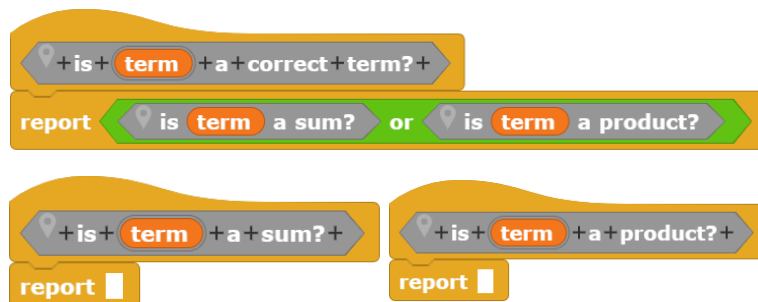 +is+ term +a+correct+term?+
report is term a sum? or is term a product?
+is+ term +a+sum?+
report
+is+ term +a+product?+
report